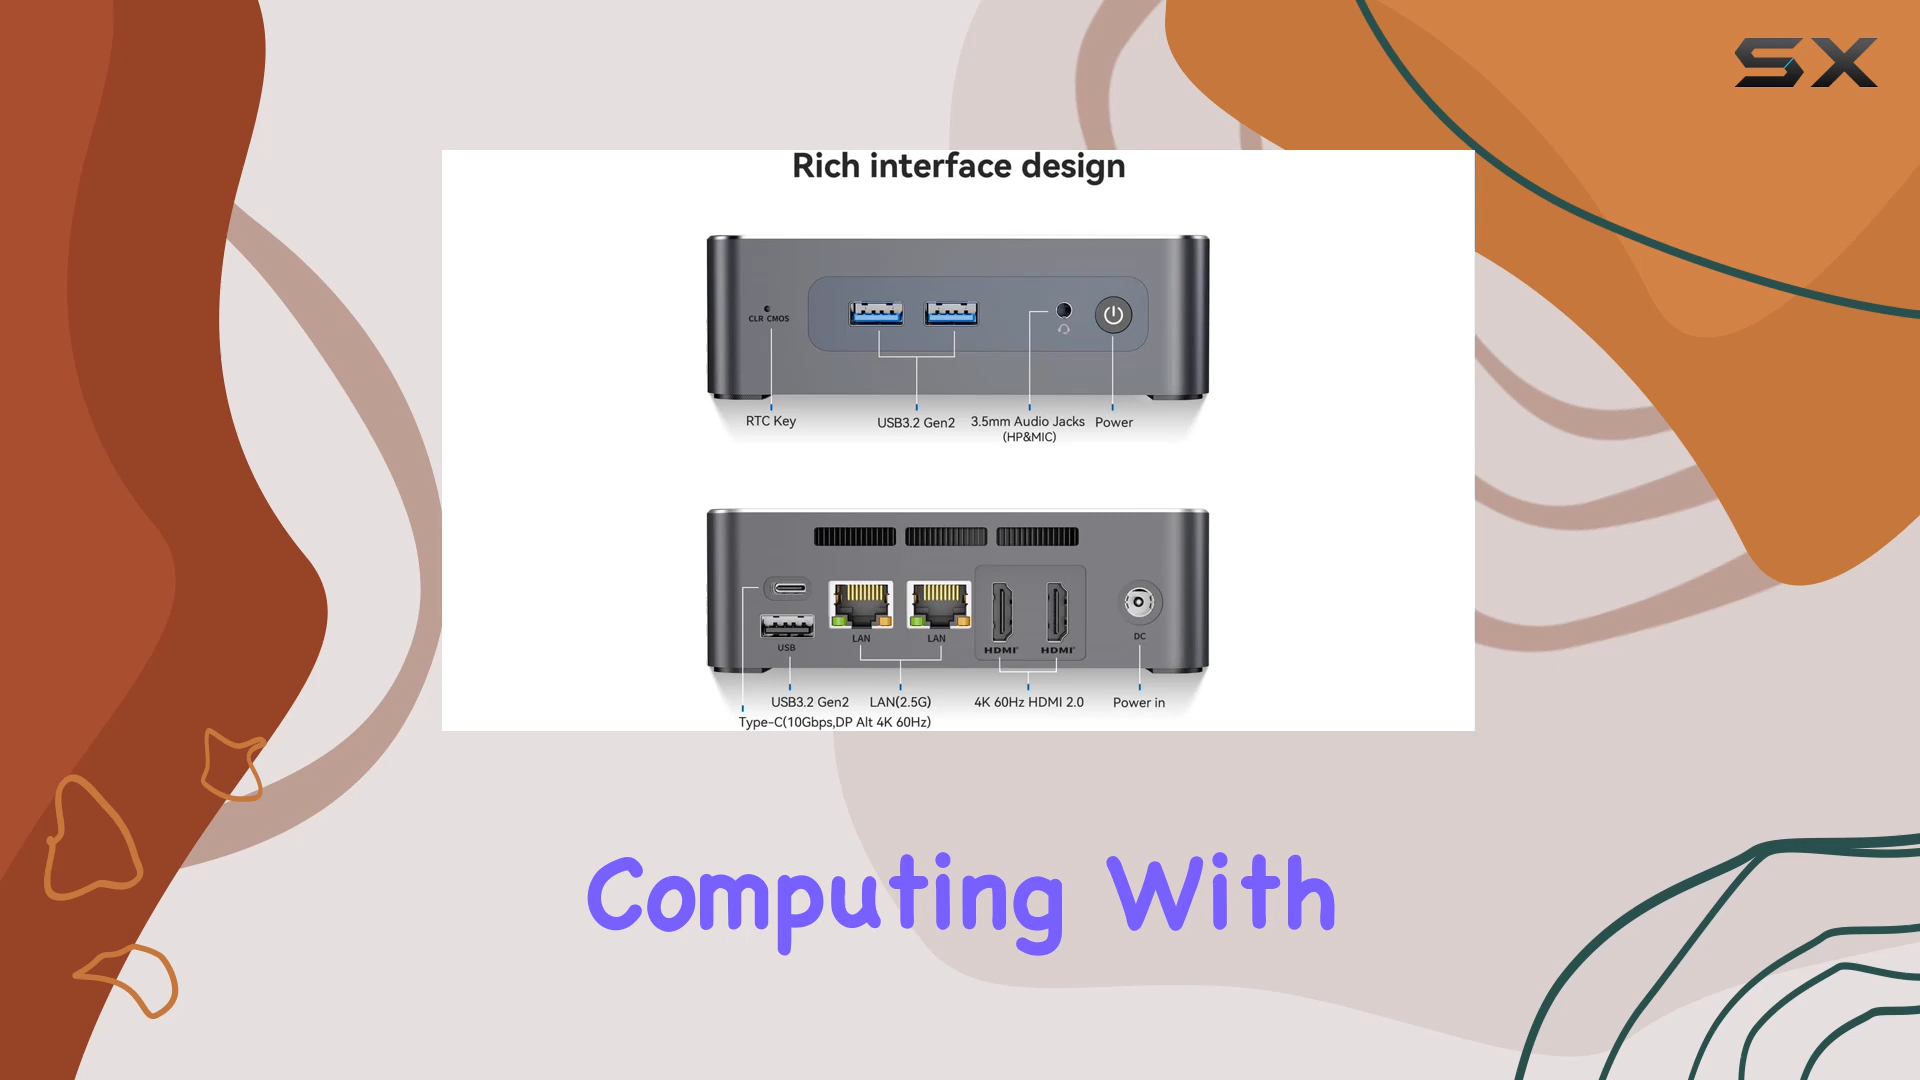 SX
Rich interface design
CLR CMOS
RTC Key
USB3.2 Gen2
3.5mm Audio Jacks
(HP&MIC)
Power
USB
LAN
LAN
HDMI
HDMI
DC
USB3.2 Gen2
LAN(2.5G)
4K 60Hz HDMI 2.0
Power in
Type-C(10Gbps,DP Alt 4K 60Hz)
Computing With